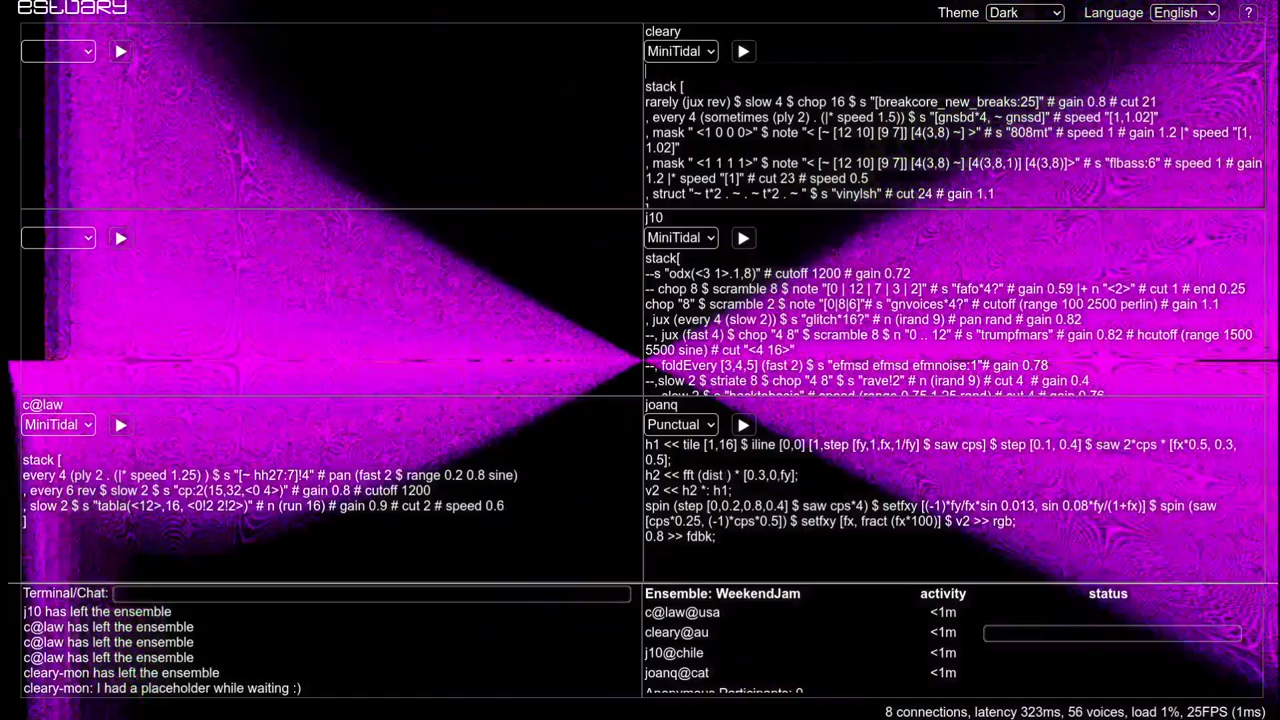 estuary
Theme Dark Language English ?
cleary
MiniTidal
stack [
rarely (jux rev) $ slow 4 $ chop 16 $ s "[breakcore_new_breaks:25]" # gain 0.8 # cut 21
, every 4 (sometimes (ply 2) . (|* speed 1.5)) $ s "[gnsbd*4, ~ gnssd]" # speed "[1,1.02]"
, mask " <1 0 0 0>" $ note "< [~ [12 10] [9 7]] [4(3,8) ~] >" # s "808mt" # speed 1 # gain 1.2 |* speed "[1,
1.02]"
, mask " <1 1 1 1>" $ note "< [~ [12 10] [9 7]] [4(3,8) ~] [4(3,8,1)] [4(3,8)]>" # s "flbass:6" # speed 1 # gain
1.2 |* speed "[1]" # cut 23 # speed 0.5
, struct "~ t*2 . ~ . ~ t*2 . ~ " $ s "vinylsh" # cut 24 # gain 1.1
j10
MiniTidal
stack[
--s "odx(<3 1>.1,8)" # cutoff 1200 # gain 0.72
-- chop 8 $ scramble 8 $ note "[0 | 12 | 7 | 3 | 2]" # s "fafo*4?" # gain 0.59 |+ n "<2>" # cut 1 # end 0.25
chop "8" $ scramble 2 $ note "[0|8|6]"# s "gnvoices*4?" # cutoff (range 100 2500 perlin) # gain 1.1
, jux (every 4 (slow 2)) $ s "glitch*16?" # n (irand 9) # pan rand # gain 0.82
--, jux (fast 4) $ chop "4 8" $ scramble 8 $ n "0 .. 12" # s "trumpfmars" # gain 0.82 # hcutoff (range 1500
5500 sine) # cut "<4 16>"
--, foldEvery [3,4,5] (fast 2) $ s "efmsd efmsd efmnoise:1"# gain 0.78
--,slow 2 $ striate 8 $ chop "4 8" $ s "rave!2" # n (irand 9) # cut 4 # gain 0.4
--, slow 2 $ s "backtobasic" # speed (range 0.75 1.25 rand) # cut 4 # gain 0.76
c@law
MiniTidal
stack [
every 4 (ply 2 . (|* speed 1.25) ) $ s "[~ hh27:7]!4" # pan (fast 2 $ range 0.2 0.8 sine)
, every 6 rev $ slow 2 $ s "cp:2(15,32,<0 4>)" # gain 0.8 # cutoff 1200
, slow 2 $ s "tabla(<12>,16, <0!2 2!2>)" # n (run 16) # gain 0.9 # cut 2 # speed 0.6
]
joanq
Punctual
h1 << tile [1,16] $ iline [0,0] [1,step [fy,1,fx,1/fy] $ saw cps] $ step [0.1, 0.4] $ saw 2*cps * [fx*0.5, 0.3,
0.5];
h2 << fft (dist ) * [0.3,0,fy];
v2 << h2 *: h1;
spin (step [0,0.2,0.8,0.4] $ saw cps*4) $ setfxy [(-1)*fy/fx*sin 0.013, sin 0.08*fy/(1+fx)] $ spin (saw
[cps*0.25, (-1)*cps*0.5]) $ setfxy [fx, fract (fx*100)] $ v2 >> rgb;
0.8 >> fdbk;
Terminal/Chat:
j10 has left the ensemble
c@law has left the ensemble
c@law has left the ensemble
c@law has left the ensemble
cleary-mon has left the ensemble
cleary-mon: I had a placeholder while waiting :)
Ensemble: WeekendJam activity status
c@law@usa <1m
cleary@au <1m
j10@chile <1m
joanq@cat <1m
Anonymous Participants: 0
8 connections, latency 323ms, 56 voices, load 1%, 25FPS (1ms)